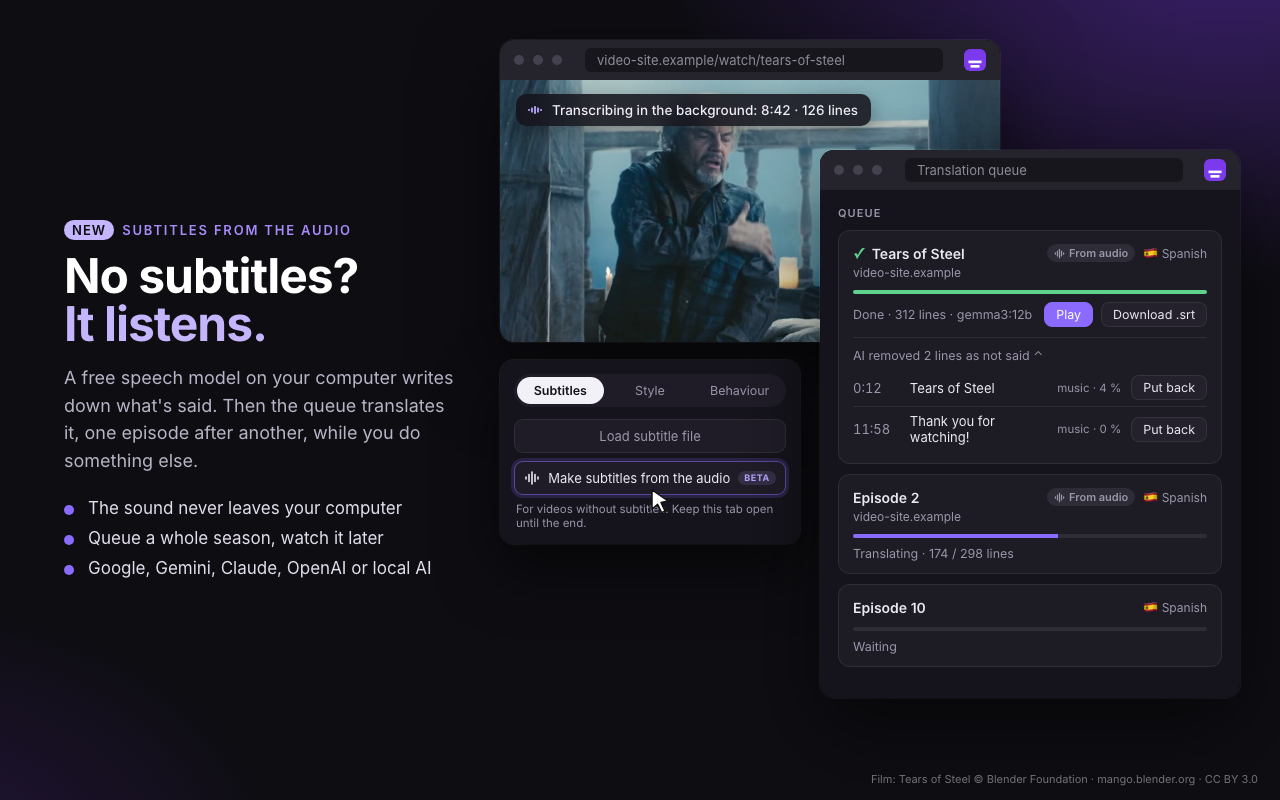 NEW SUBTITLES FROM THE AUDIO
No subtitles?
It listens.
A free speech model on your computer writes
down what's said. Then the queue translates
it, one episode after another, while you do
something else.
The sound never leaves your computer
Queue a whole season, watch it later
Google, Gemini, Claude, OpenAI or local AI
video-site.example/watch/tears-of-steel
Transcribing in the background: 8:42 · 126 lines
Subtitles Style Behaviour
Load subtitle file
Make subtitles from the audio BETA
For videos without subtitles. Keep this tab open
until the end.
Translation queue
QUEUE
✓ Tears of Steel From audio Spanish
video-site.example
Done · 312 lines · gemma3:12b Play Download .srt
AI removed 2 lines as not said ^
0:12 Tears of Steel music · 4 % Put back
11:58 Thank you for
watching! music · 0 % Put back
Episode 2 From audio Spanish
video-site.example
Translating · 174 / 298 lines
Episode 10 Spanish
Waiting
Film: Tears of Steel © Blender Foundation · mango.blender.org · CC BY 3.0